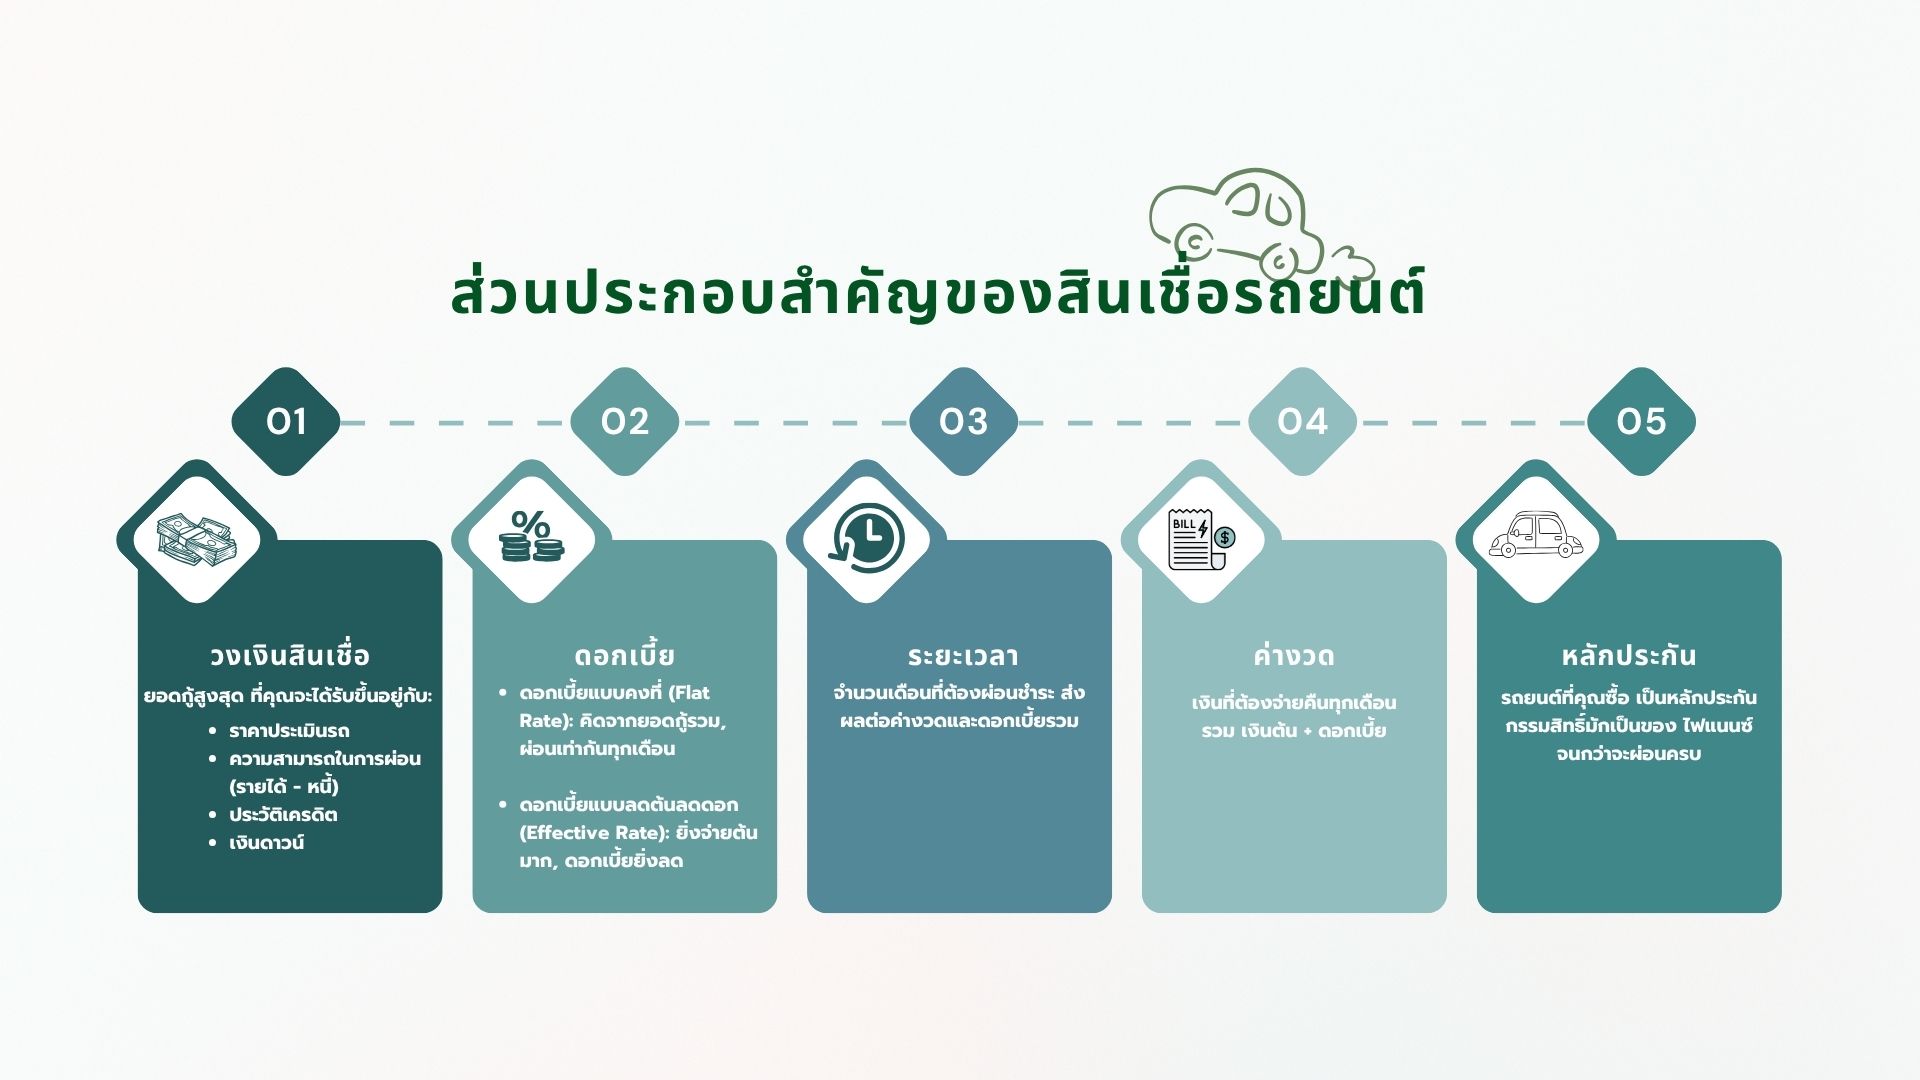 ส่วนประกอบสำคัญของสินเชื่อรถยนต์
01
02
03
04
05
BILL
$
%
วงเงินสินเชื่อ
ยอดกู้สูงสุด ที่คุณจะได้รับขึ้นอยู่กับ:
• ราคาประเมินรถ
• ความสามารถในการผ่อน
(รายได้ - หนี้)
• ประวัติเครดิต
• เงินดาวน์
ดอกเบี้ย
• ดอกเบี้ยแบบคงที่ (Flat
Rate): คิดจากยอดกู้รวม,
ผ่อนเท่ากันทุกเดือน
• ดอกเบี้ยแบบลดต้นลดดอก
(Effective Rate): ยิ่งจ่ายต้น
มาก, ดอกเบี้ยยิ่งลด
ระยะเวลา
จำนวนเดือนที่ต้องผ่อนชำระ ส่ง
ผลต่อค่างวดและดอกเบี้ยรวม
ค่างวด
เงินที่ต้องจ่ายคืนทุกเดือน
รวม เงินต้น + ดอกเบี้ย
หลักประกัน
รถยนต์ที่คุณซื้อ เป็นหลักประกัน
กรรมสิทธิ์มักเป็นของ ไฟแนนซ์
จนกว่าจะผ่อนครบ